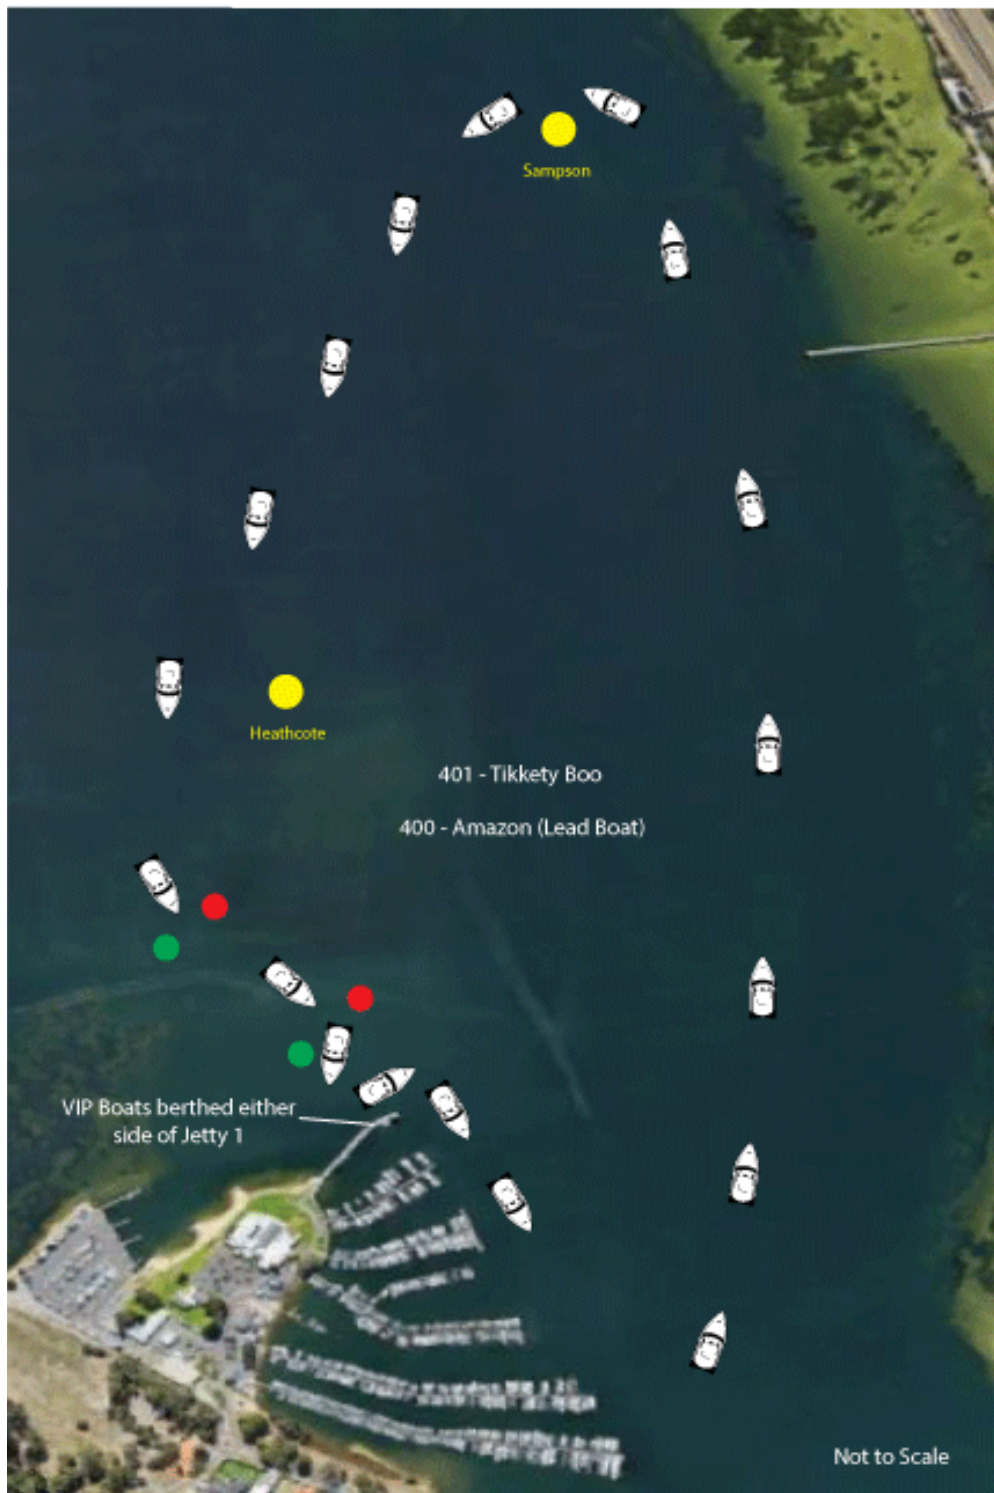 Sampson
Heathcote
401 - Tikkety Boo
400 - Amazon (Lead Boat)
VIP Boats berthed either
side of Jetty 1
Not to Scale